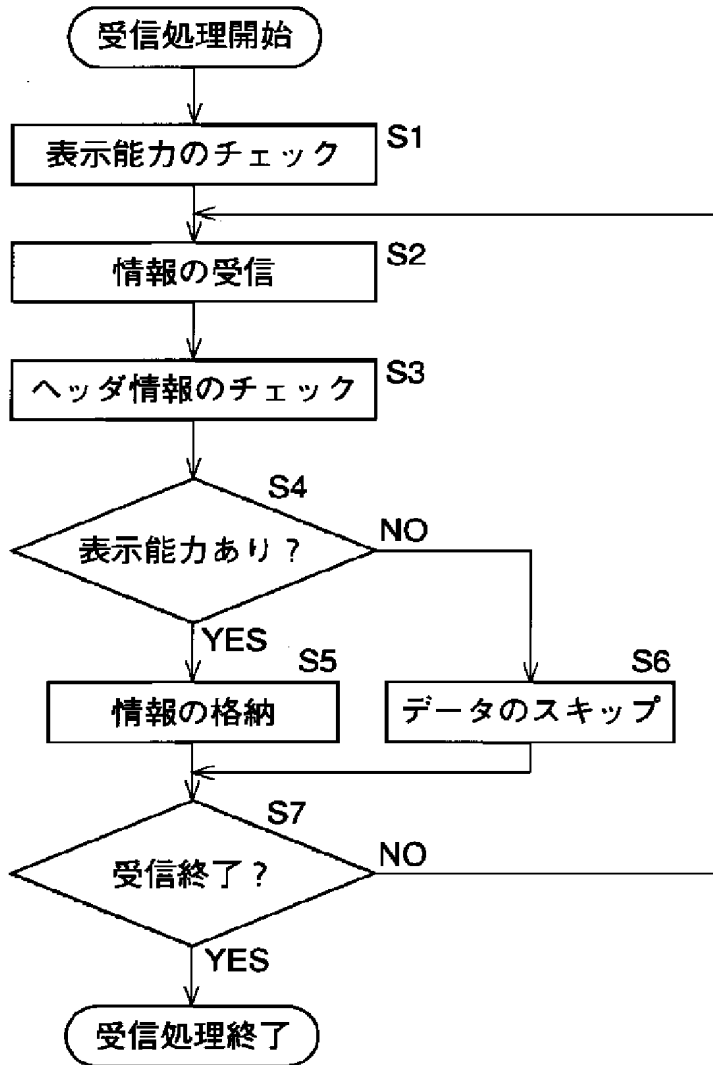 受信処理開始
S1
表示能力のチェック
S2
情報の受信
S3
ヘッダ情報のチェック
S4
表示能力あり?
NO
YES
S5
情報の格納
S6
データのスキップ
S7
受信終了?
NO
YES
受信処理終了